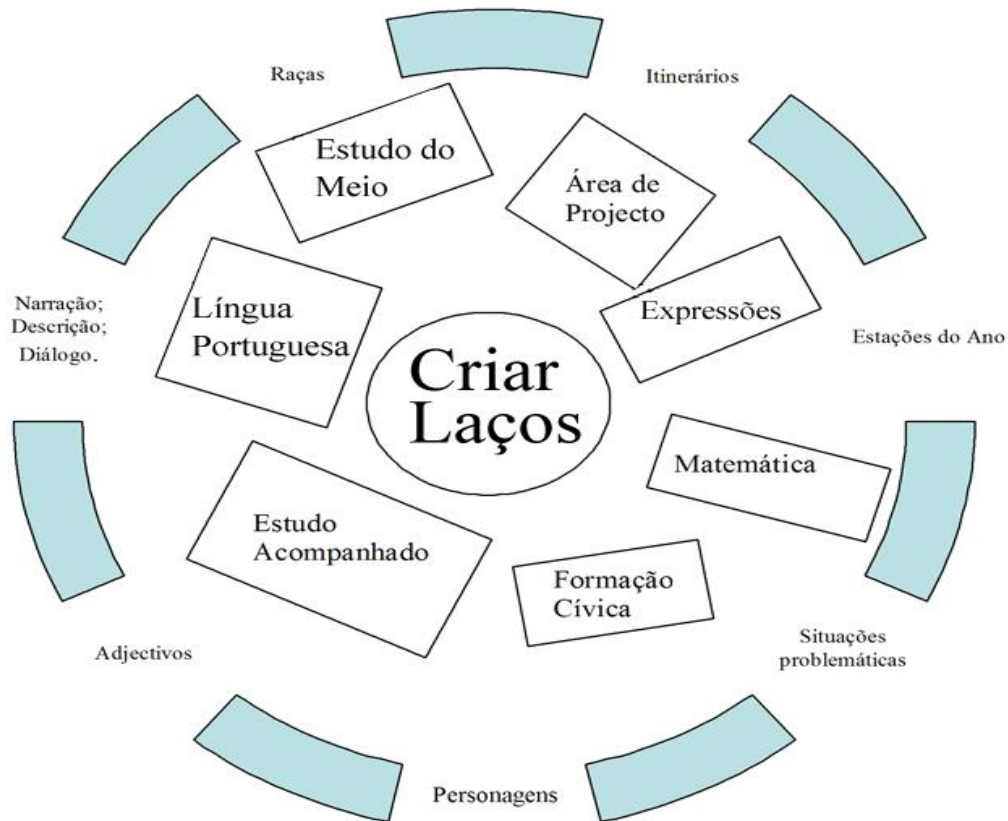 Raças
Itinerários
Estudo do
Meio
Área de
Projecto
Língua
Portuguesa
Narração;
Descrição;
Diálogo.
Expressões
Estações do Ano
Criar
Laços
Matemática
Estudo
Acompanhado
Formação
Cívica
Adjectivos
Situações
problemáticas
Personagens